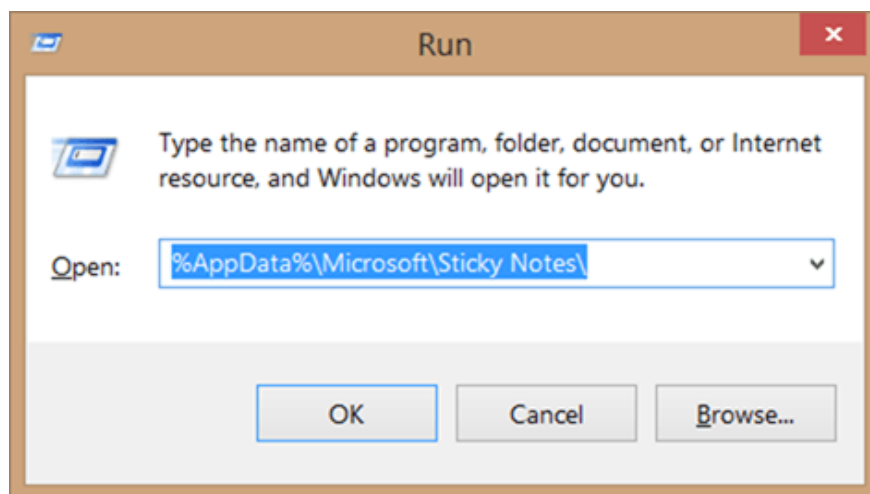 Run
Type the name of a program, folder, document, or Internet
resource, and Windows will open it for you.
Open: %AppData%\Microsoft\Sticky Notes\
OK Cancel Browse...